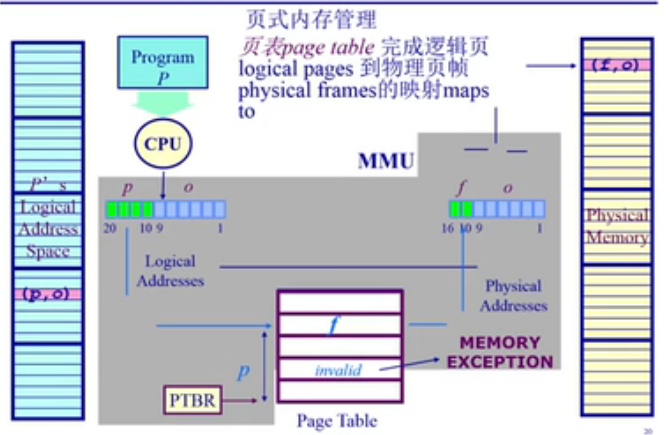 页式内存管理
页表page table 完成逻辑页
logical pages 到物理页帧
physical frames的映射maps
to
Program
P
CPU
MMU
(f,o)
P's
Logical
Address
Space
(p,o)
p o
20 10 9 1
Logical
Addresses
f o
16 10 9 1
Physical
Addresses
Physical
Memory
f
p
invalid
MEMORY
EXCEPTION
PTBR
Page Table
20